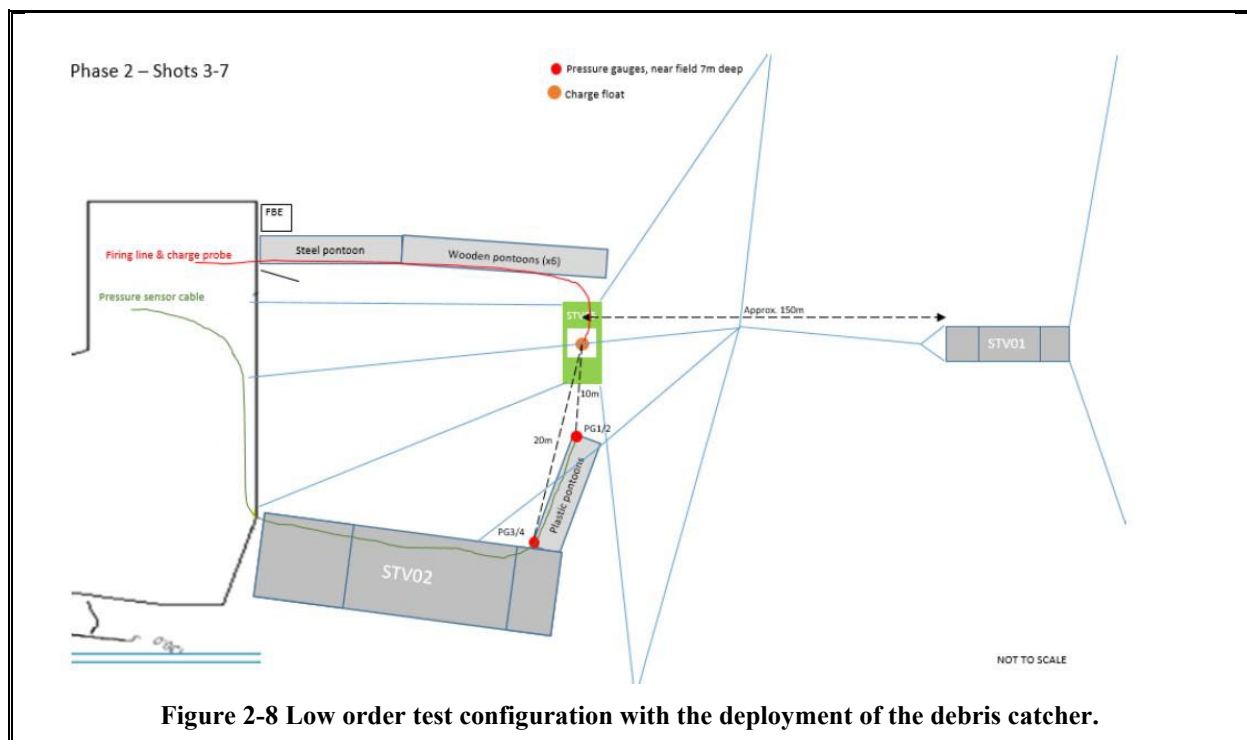 Phase 2 – Shots 3-7
Pressure gauges, near field 7m deep
Charge float
FBE
Steel pontoon
Wooden pontoons (x6)
Firing line & charge probe
Pressure sensor cable
Approx. 150m
STV01
10m
PG1/2
20m
Plastic pontoons
PG3/4
STV02
NOT TO SCALE
Figure 2-8 Low order test configuration with the deployment of the debris catcher.